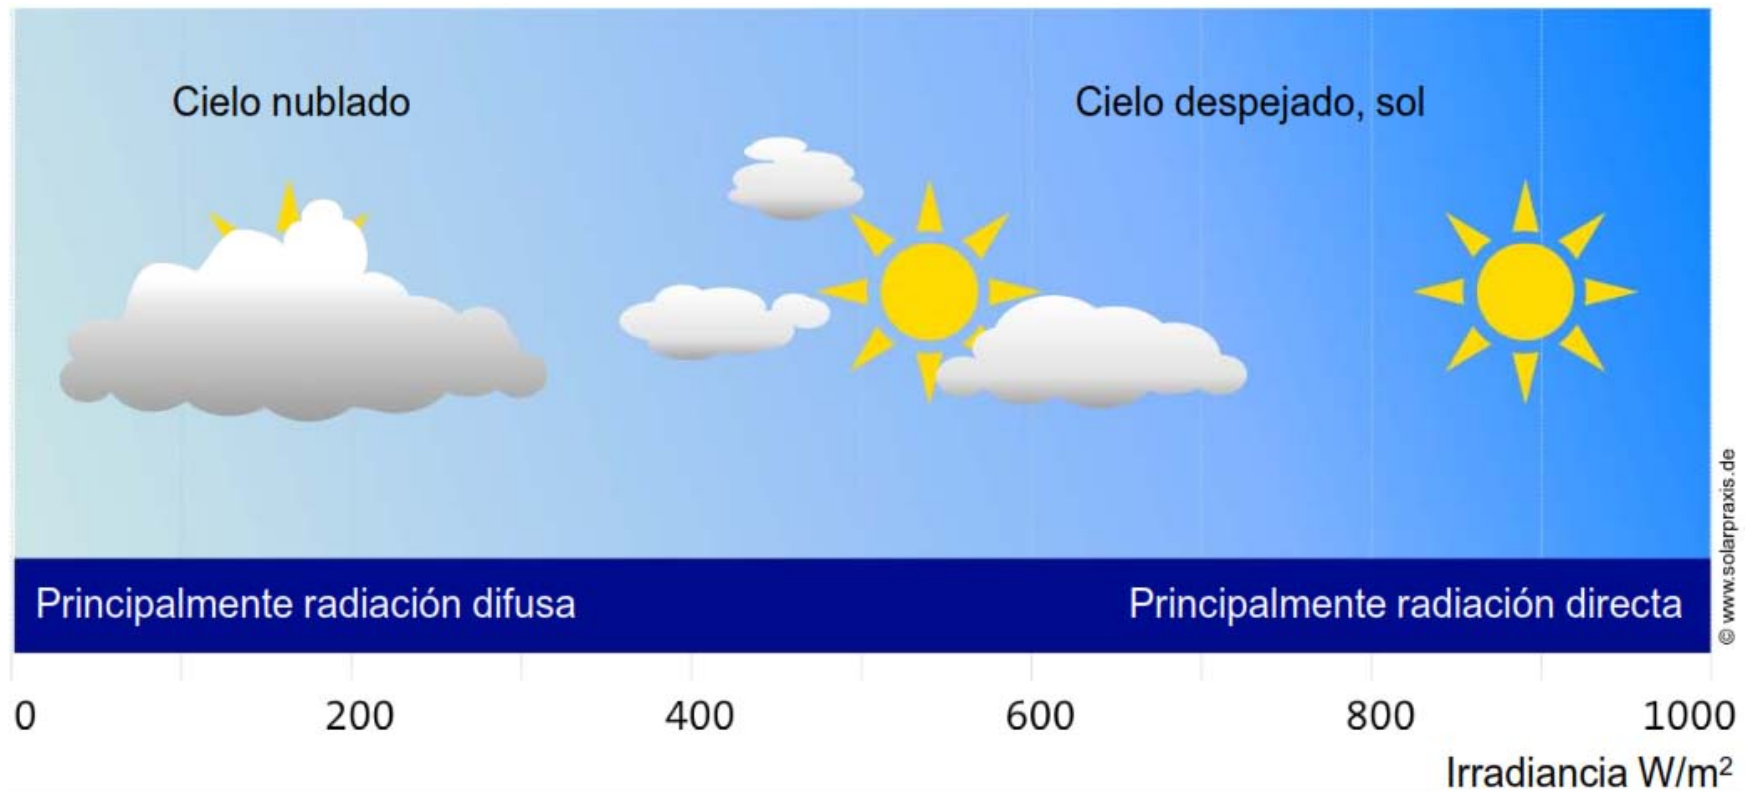 Cielo nublado
Cielo despejado, sol
Principalmente radiación difusa
Principalmente radiación directa
© www.solarpraxis.de
0 200 400 600 800 1000
Irradiancia W/m²